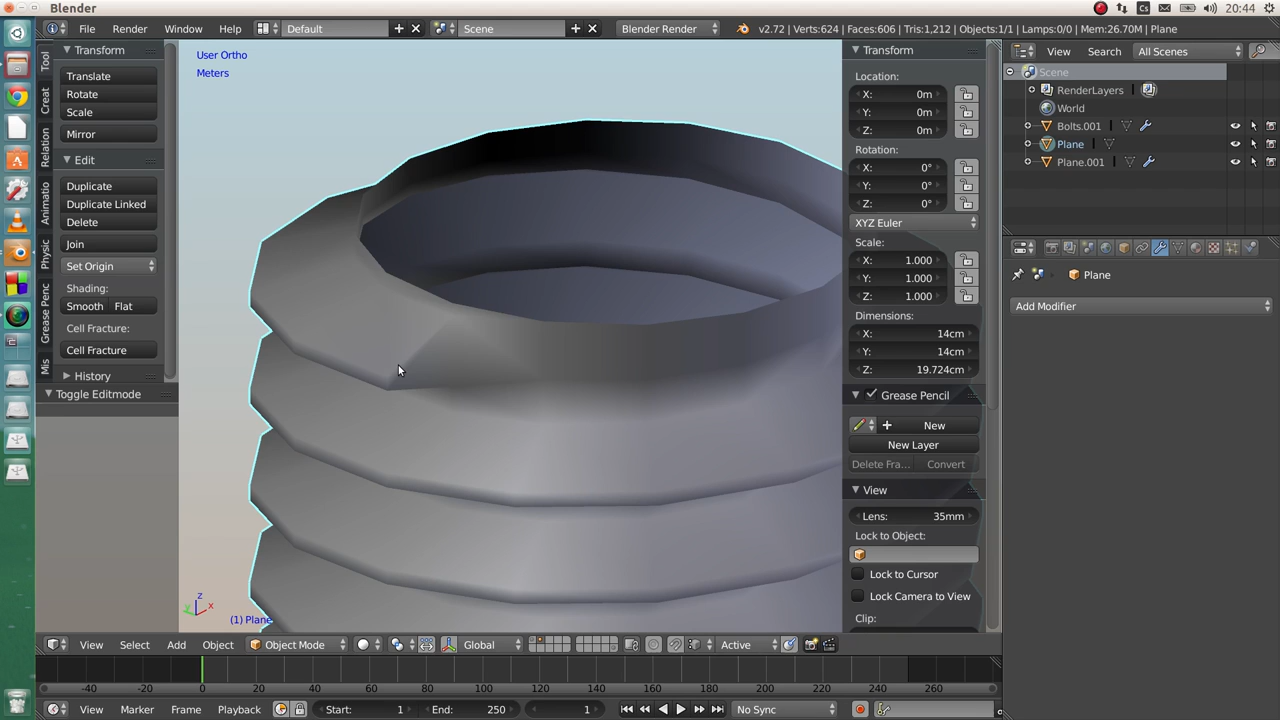 Blender
20:44
File Render Window Help Default Scene Blender Render v2.72 | Verts:624 | Faces:606 | Tris:1,212 | Objects:1/1 | Lamps:0/0 | Mem:26.70M | Plane
Transform
Translate
Rotate
Scale
Mirror
Edit
Duplicate
Duplicate Linked
Delete
Join
Set Origin
Shading:
Smooth Flat
Cell Fracture:
Cell Fracture
History
Toggle Editmode
Tool
Creat
Relation
Animatio
Physic
Grease Penc
Mis
User Ortho
Meters
(1) Plane
Transform
Location:
X: 0m
Y: 0m
Z: 0m
Rotation:
X: 0°
Y: 0°
Z: 0°
XYZ Euler
Scale:
X: 1.000
Y: 1.000
Z: 1.000
Dimensions:
X: 14cm
Y: 14cm
Z: 19.724cm
Grease Pencil
New
New Layer
Delete Fra... Convert
View
Lens: 35mm
Lock to Object:
Lock to Cursor
Lock Camera to View
Clip:
View Search All Scenes
Scene
RenderLayers
World
Bolts.001
Plane
Plane.001
Plane
Add Modifier
View Select Add Object Object Mode Global Active
-40 -20 0 20 40 60 80 100 120 140 160 180 200 220 240 260
View Marker Frame Playback Start: 1 End: 250 1 No Sync